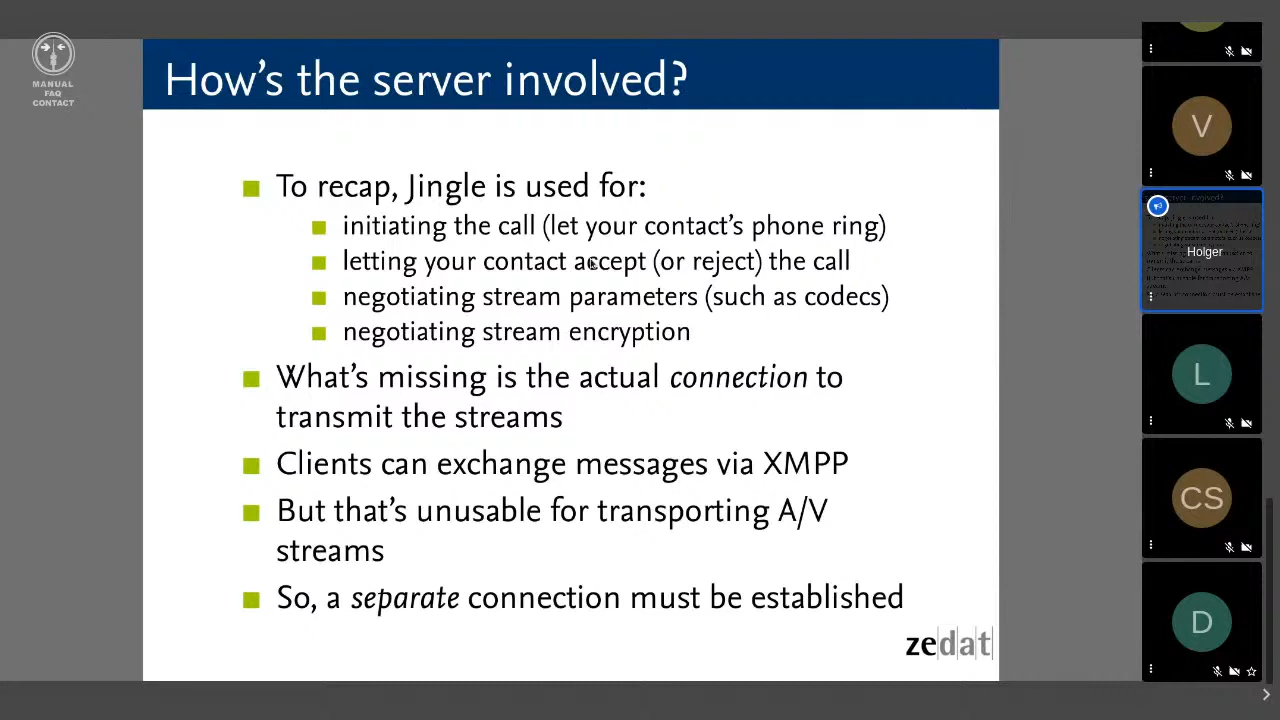 MANUAL
FAQ
CONTACT
How's the server involved?
To recap, Jingle is used for:
initiating the call (let your contact's phone ring)
letting your contact accept (or reject) the call
negotiating stream parameters (such as codecs)
negotiating stream encryption
What's missing is the actual connection to
transmit the streams
Clients can exchange messages via XMPP
But that's unusable for transporting A/V
streams
So, a separate connection must be established
zedat
V
Holger
L
CS
D